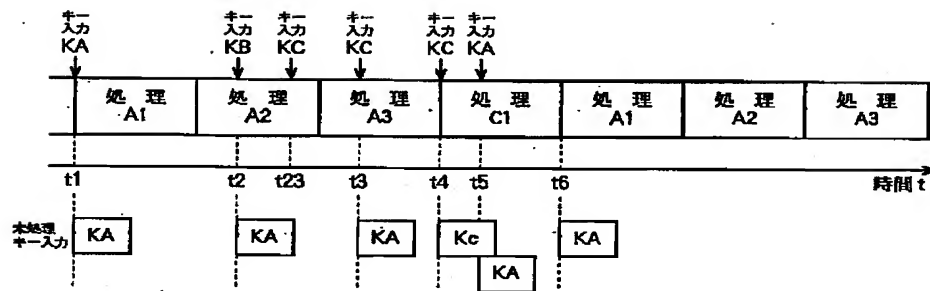 キー キー キー キー キー キー
入力 入力 入力 入力 入力 入力
KA KB KC KC KC KA
処理 処理 処理 処理 処理 処理 処理
A1 A2 A3 C1 A1 A2 A3
t1 t2 t23 t3 t4 t5 t6 時間 t
未処理
キー入力
KA KA KA Kc KA
KA